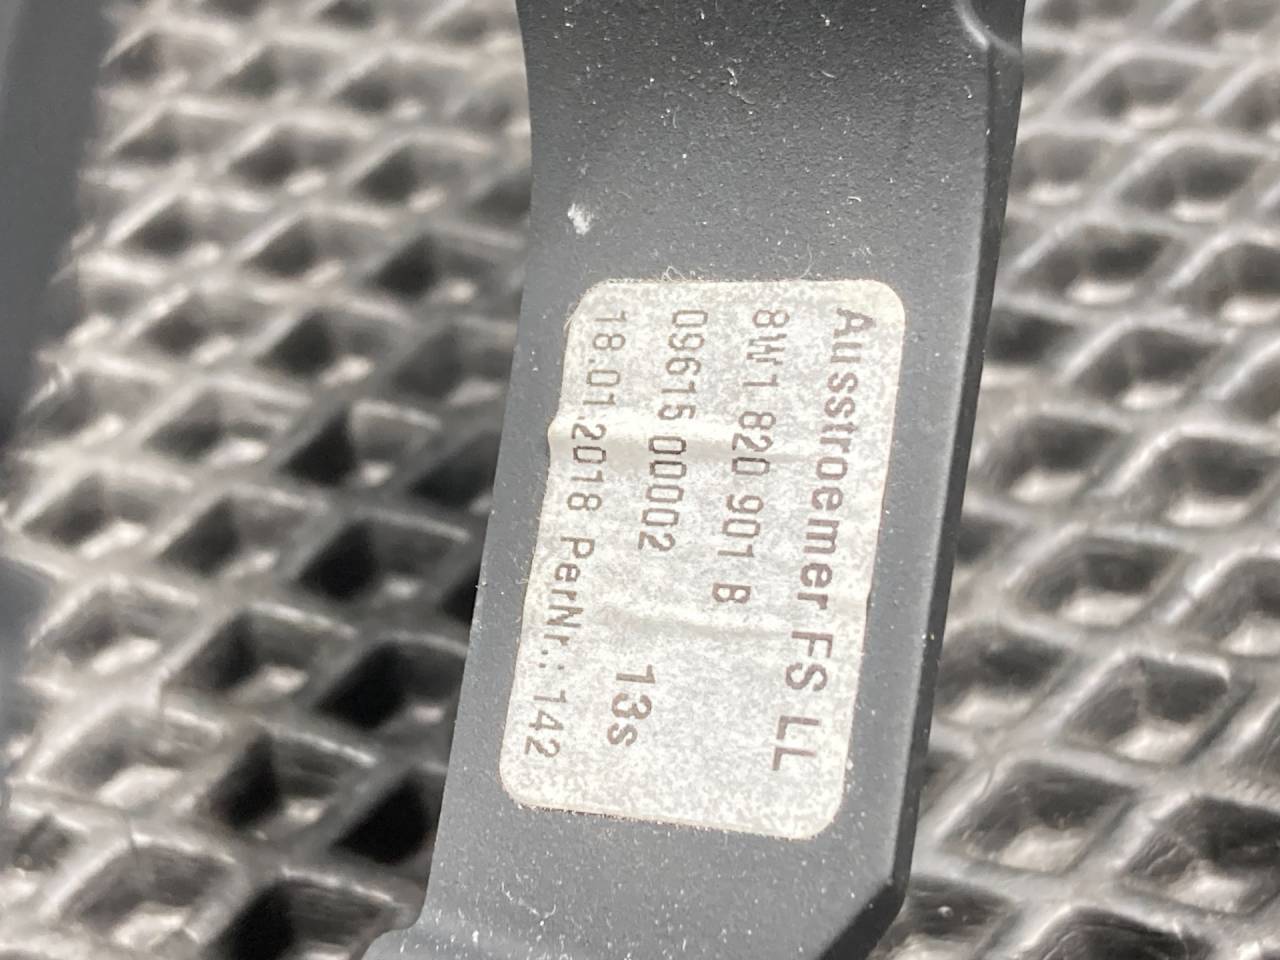 Ausstroemer FS LL
8W1 820 901 B
09615 00002 13s
18.01.2018 PerNr.: 142